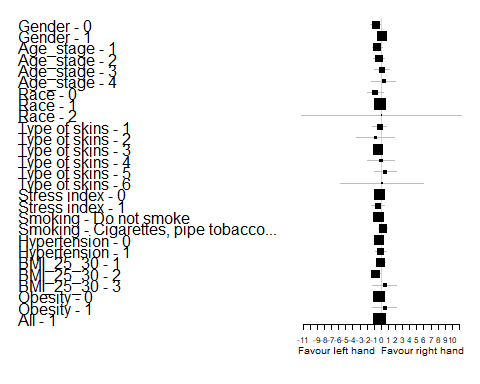 Gender - 0
Gender - 1
Age_stage - 1
Age_stage - 2
Age_stage - 3
Age_stage - 4
Race - 0
Race - 1
Race - 2
Type of skins - 1
Type of skins - 2
Type of skins - 3
Type of skins - 4
Type of skins - 5
Type of skins - 6
Stress index - 0
Stress index - 1
Smoking - Do not smoke
Smoking - Cigarettes, pipe tobacco...
Hypertension - 0
Hypertension - 1
BMI_25_30 - 1
BMI_25_30 - 2
BMI_25_30 - 3
Obesity - 0
Obesity - 1
All - 1
-11 -9-8-7-6-5-4-3-2-1 0 1 2 3 4 5 6 7 8 9 10
Favour left hand Favour right hand